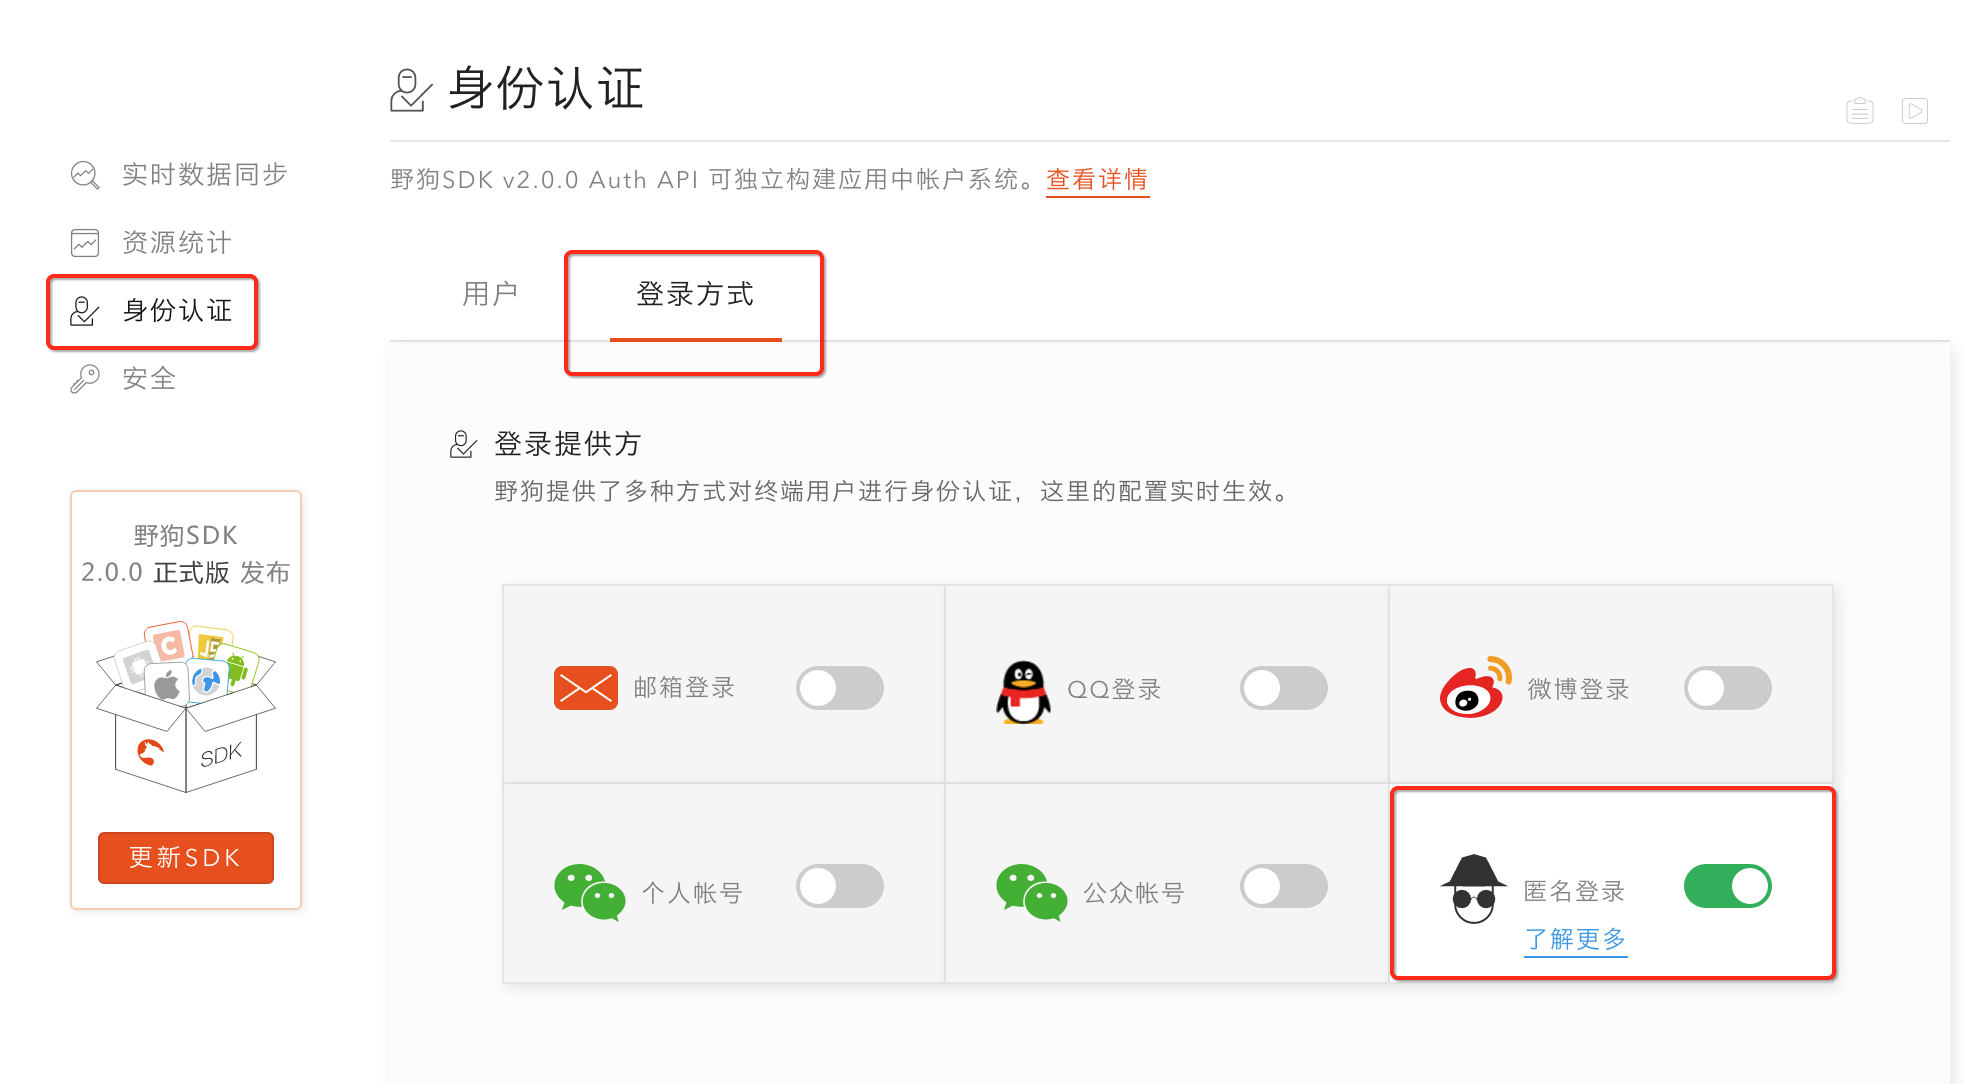 身份认证
实时数据同步
资源统计
身份认证
安全
野狗SDK v2.0.0 Auth API 可独立构建应用中帐户系统。查看详情
用户
登录方式
登录提供方
野狗提供了多种方式对终端用户进行身份认证，这里的配置实时生效。
野狗SDK
2.0.0 正式版 发布
C
JS
SDK
更新SDK
邮箱登录
QQ登录
微博登录
个人帐号
公众帐号
匿名登录
了解更多